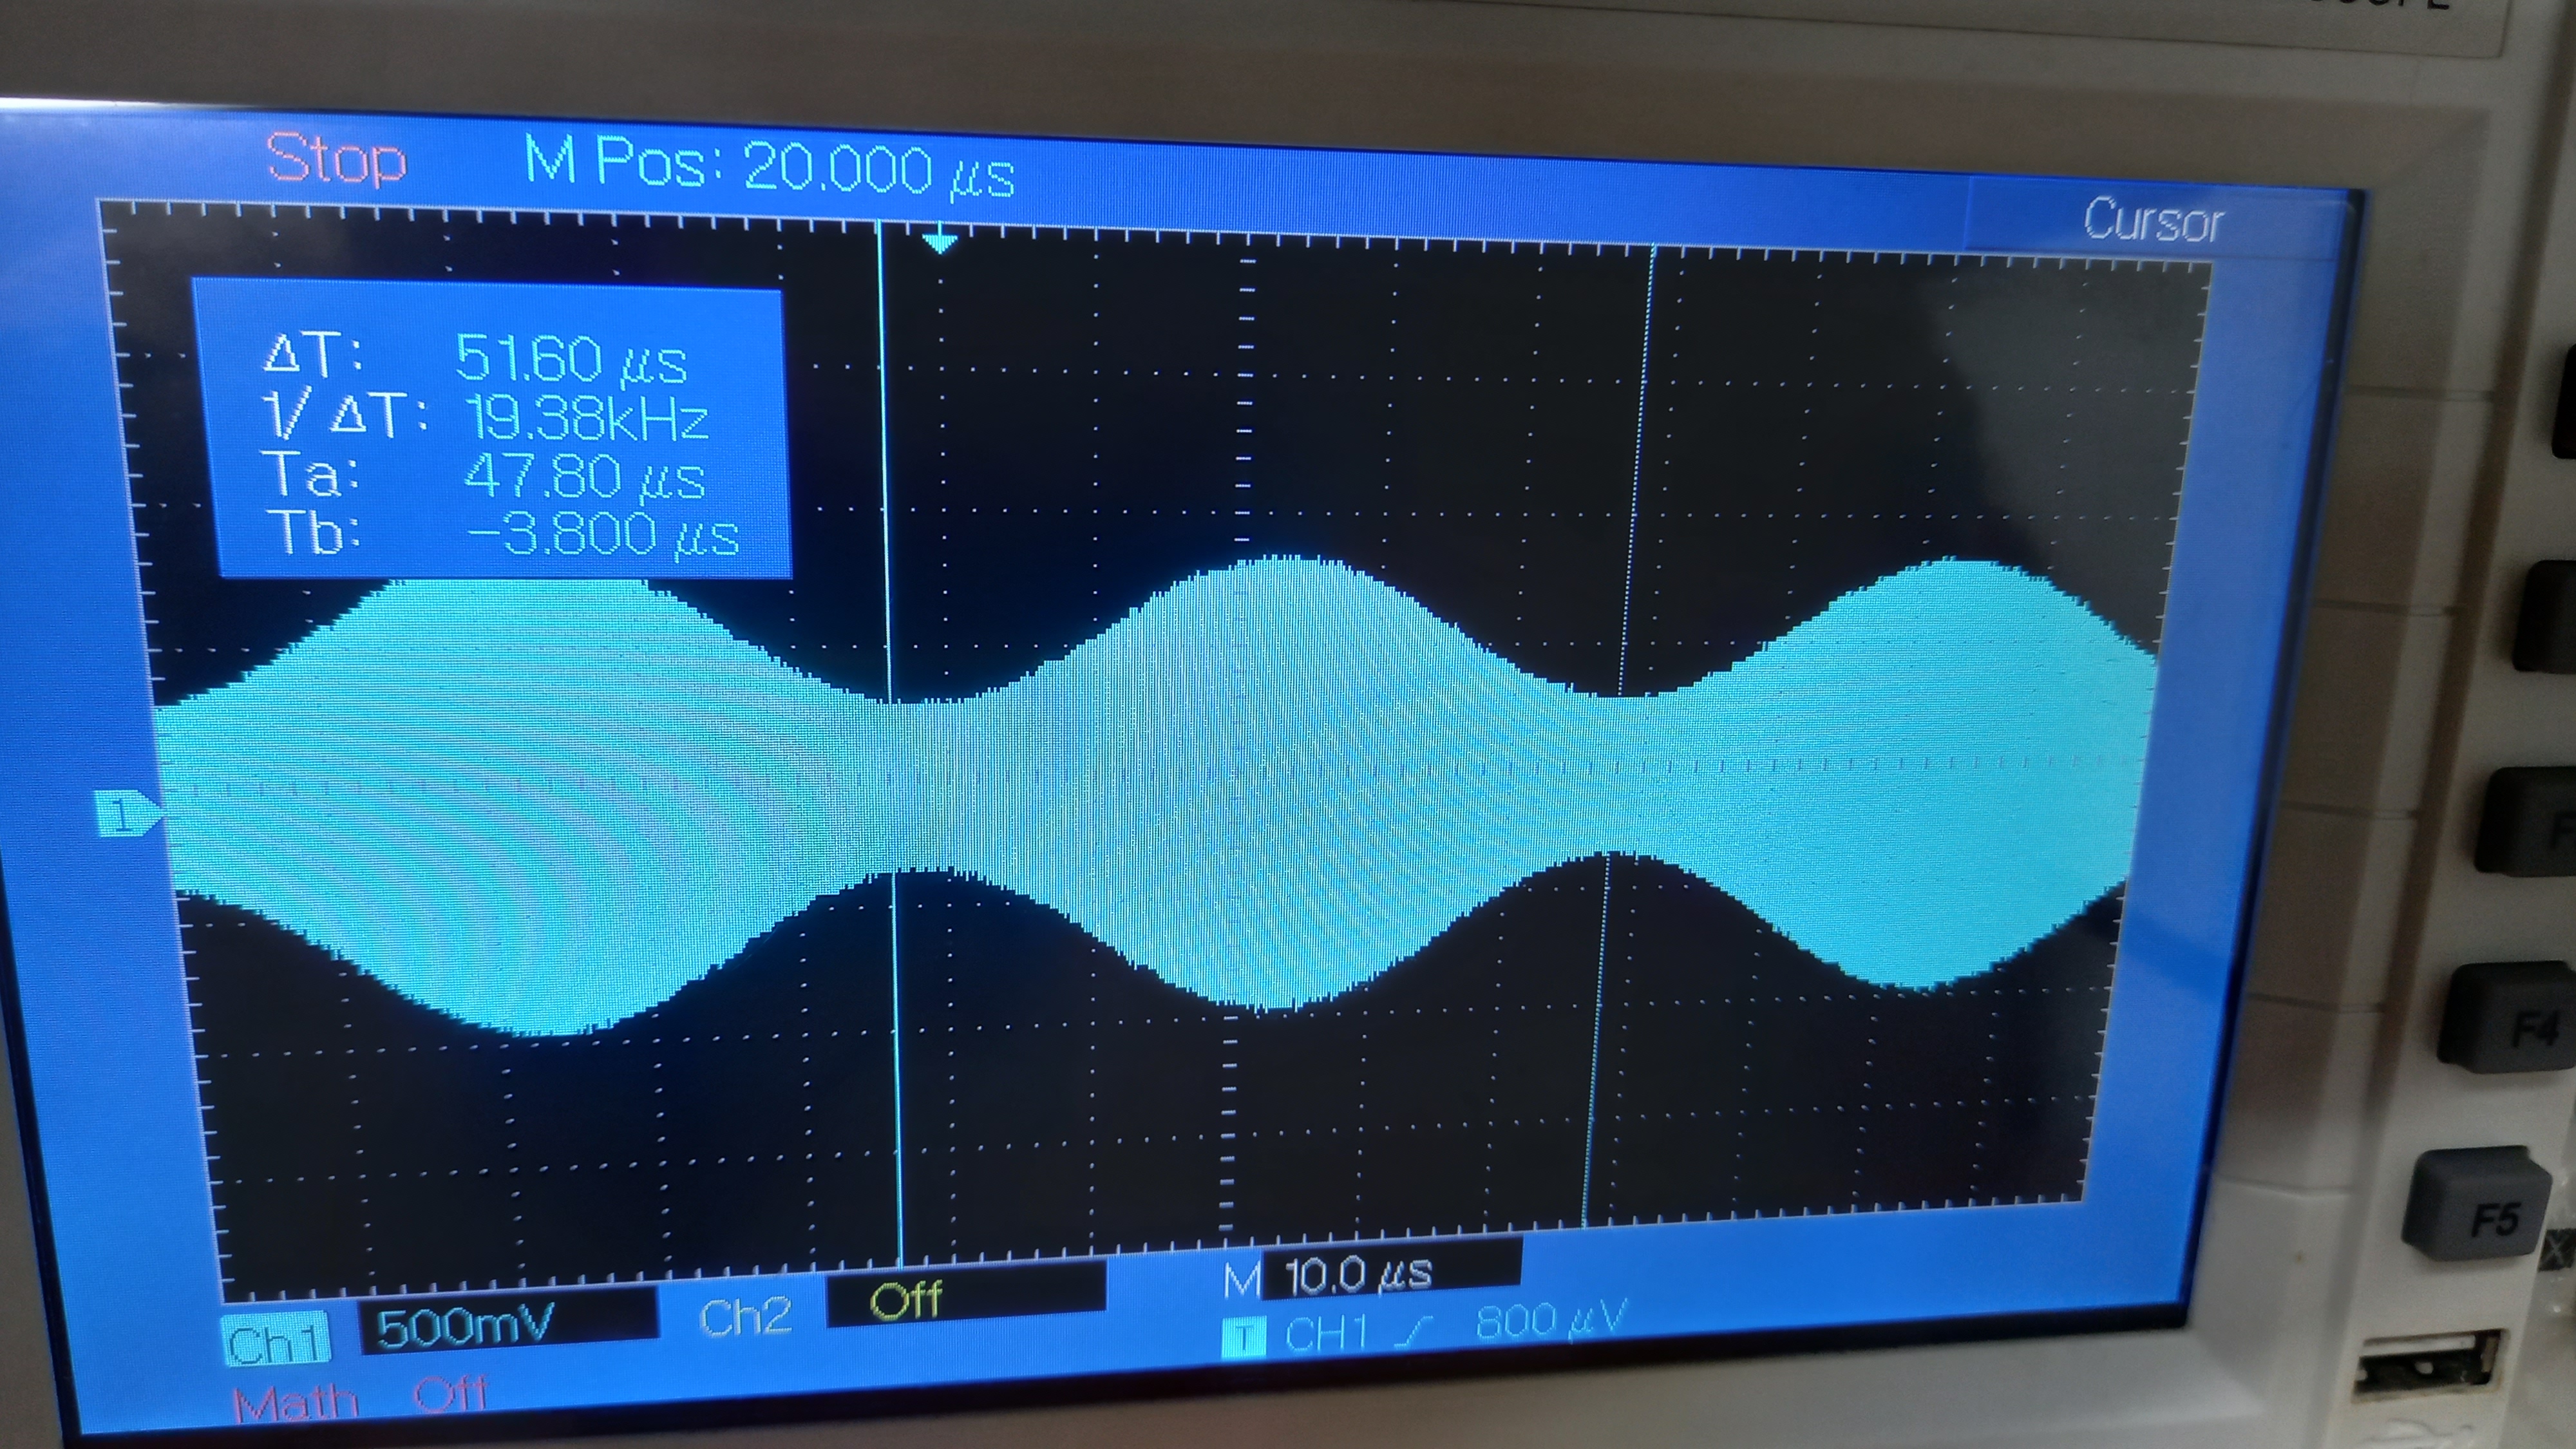 Stop M Pos: 20.000 μs
Cursor
ΔT: 51.60 μs
1/ΔT: 19.38kHz
Ta: 47.80 μs
Tb: -3.800 μs
1
Ch1 500mV Ch2 Off M 10.0 μs
T CH1 800 μV
Math Off
F4
F5